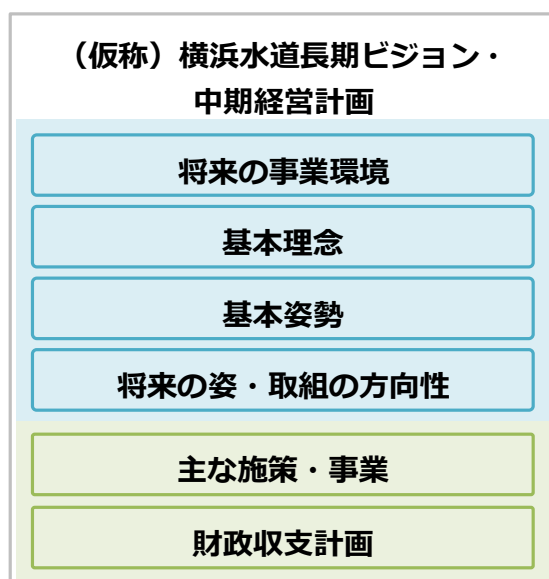 （仮称）横浜水道長期ビジョン・
中期経営計画
将来の事業環境
基本理念
基本姿勢
将来の姿・取組の方向性
主な施策・事業
財政収支計画